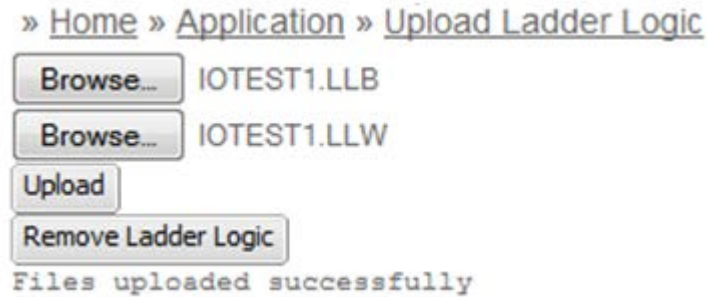 » Home » Application » Upload Ladder Logic
Browse... IOTEST1.LLB
Browse... IOTEST1.LLW
Upload
Remove Ladder Logic
Files uploaded successfully